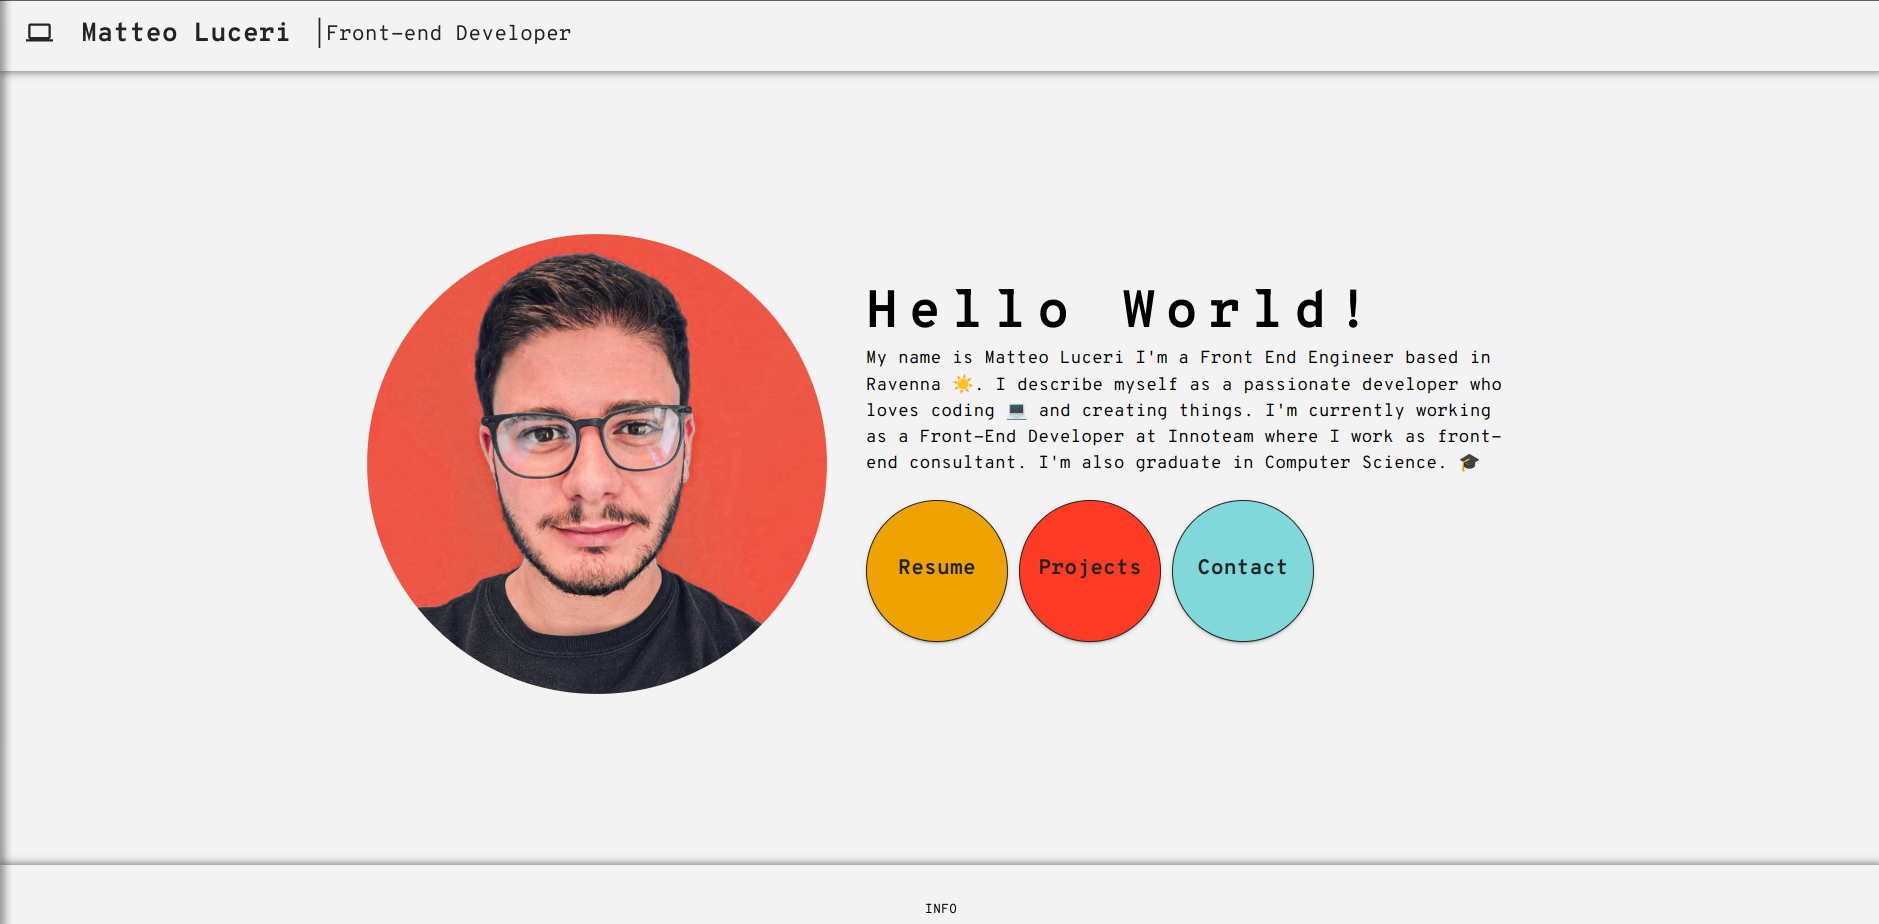 Matteo Luceri
Front-end Developer
Hello World!
My name is Matteo Luceri I'm a Front End Engineer based in
Ravenna ☀️. I describe myself as a passionate developer who
loves coding 💻 and creating things. I'm currently working
as a Front-End Developer at Innoteam where I work as front-
end consultant. I'm also graduate in Computer Science. 🎓
Resume
Projects
Contact
INFO